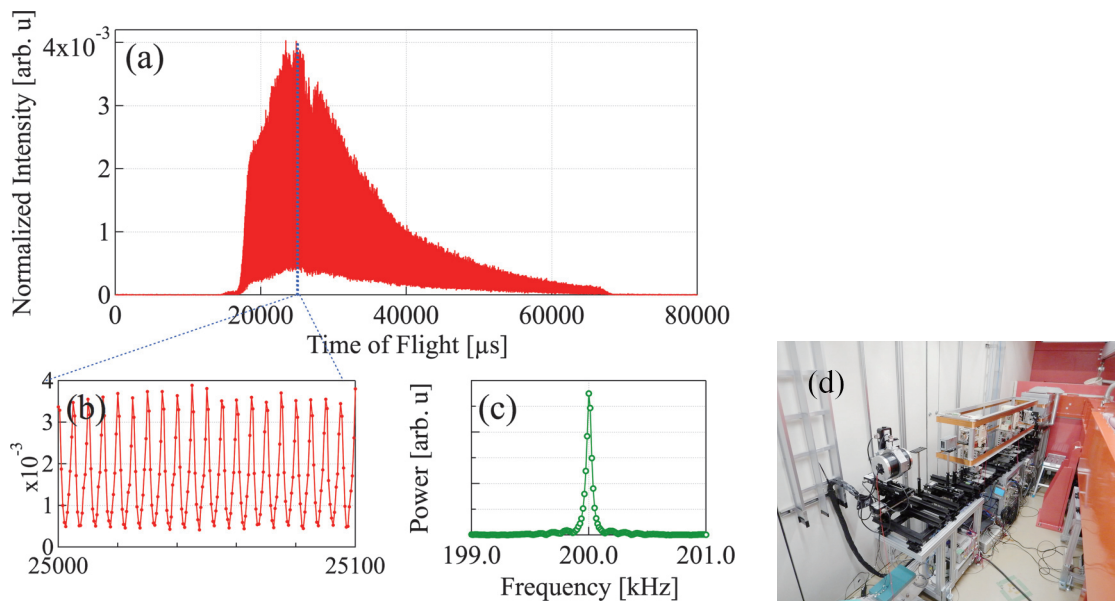 (a)
Normalized Intensity [arb. u]
4x10⁻³
3
2
1
0
0 20000 40000 60000 80000
Time of Flight [µs]
(b)
x10⁻³
4
3
2
1
0
25000 25100
(c)
Power [arb. u]
199.0 200.0 201.0
Frequency [kHz]
(d)